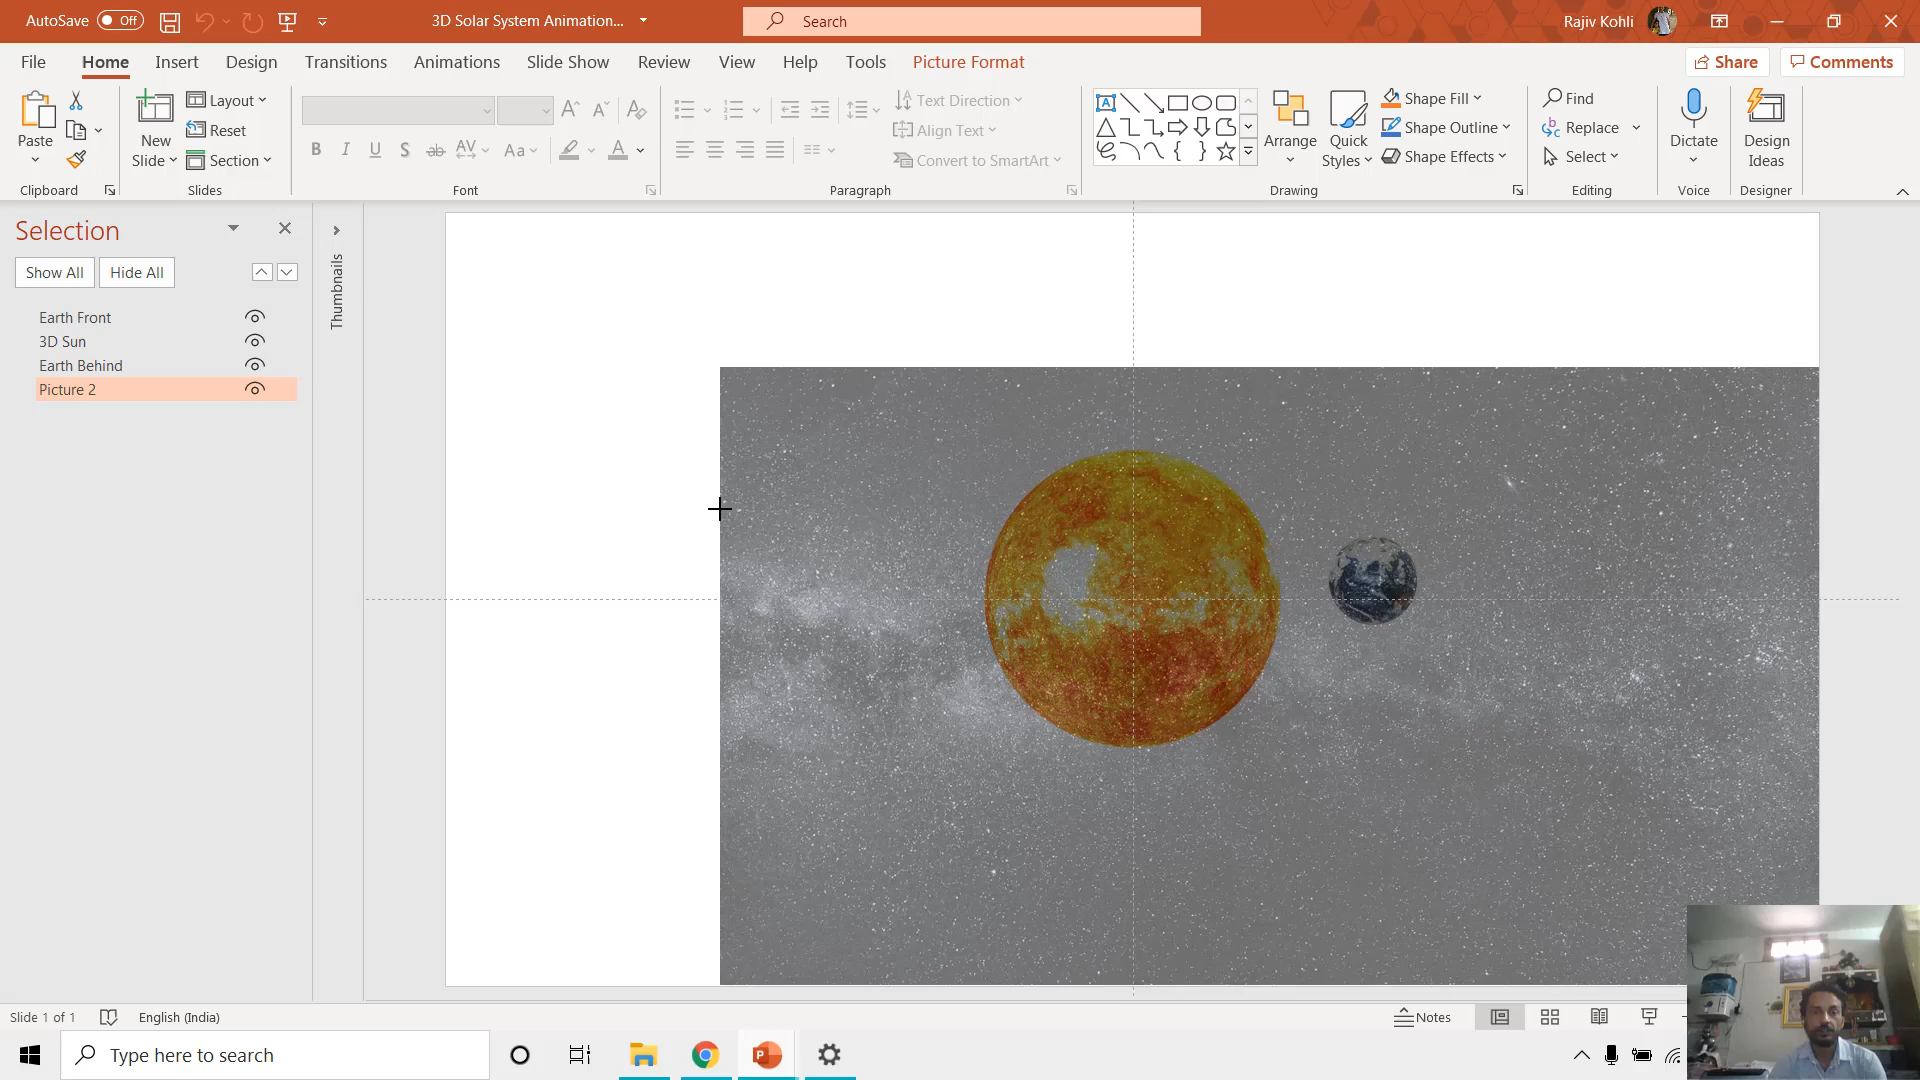 AutoSave Off 3D Solar System Animation... Search Rajiv Kohli
File Home Insert Design Transitions Animations Slide Show Review View Help Tools Picture Format Share Comments
Paste New Slide Layout Reset Section
B I U S ab AV Aa A
Text Direction Align Text Convert to SmartArt
Arrange Quick Styles Shape Fill Shape Outline Shape Effects
Find Replace Select
Dictate Design Ideas
Clipboard Slides Font Paragraph Drawing Editing Voice Designer
Selection
Show All Hide All
Earth Front
3D Sun
Earth Behind
Picture 2
Thumbnails
Slide 1 of 1 English (India) Notes
Type here to search